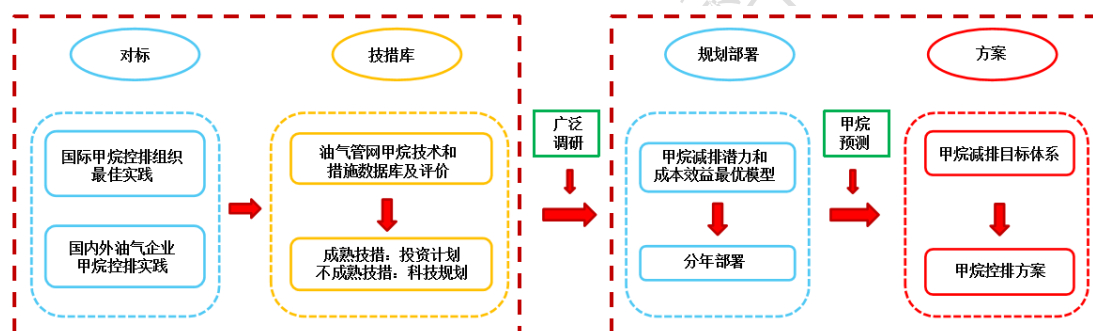 对标
国际甲烷控排组织
最佳实践
国内外油气企业
甲烷控排实践
技措库
油气管网甲烷技术和
措施数据库及评价
成熟技措：投资计划
不成熟技措：科技规划
广泛
调研
规划部署
甲烷减排潜力和
成本效益最优模型
分年部署
甲烷
预测
方案
甲烷减排目标体系
甲烷控排方案